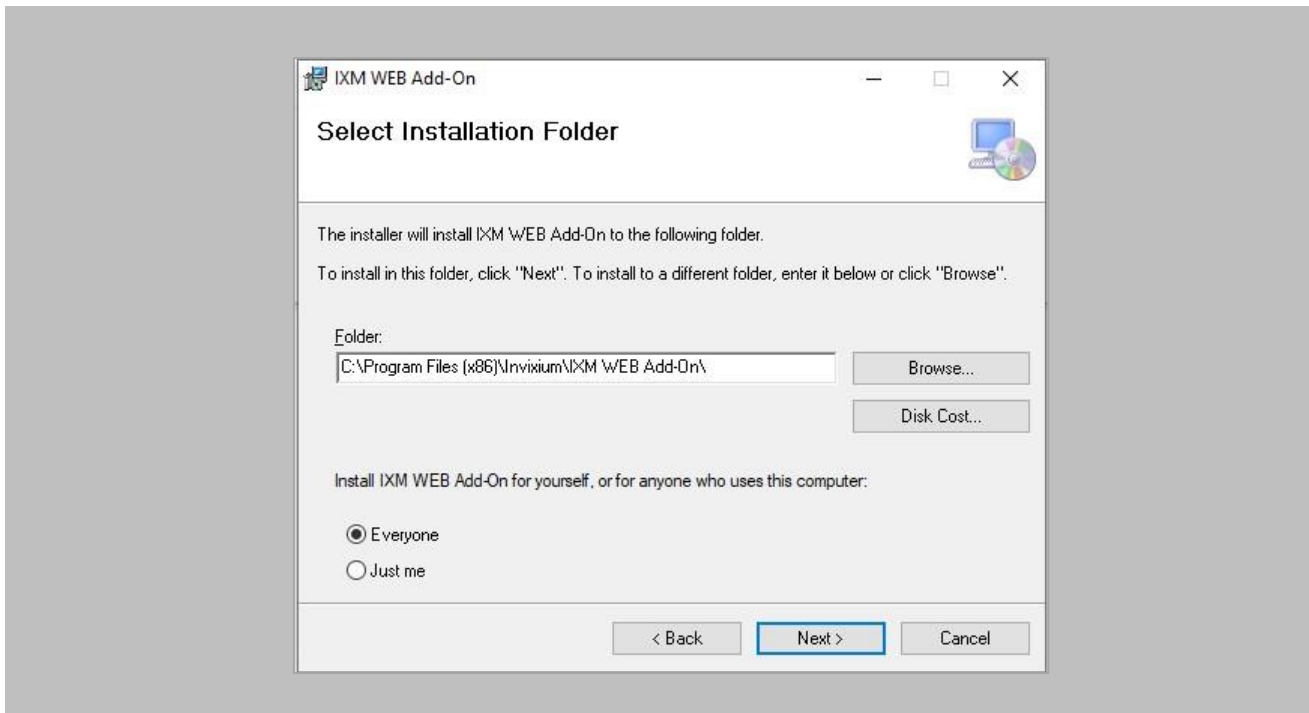 IXM WEB Add-On
Select Installation Folder
The installer will install IXM WEB Add-On to the following folder.
To install in this folder, click "Next". To install to a different folder, enter it below or click "Browse".
Folder:
C:\Program Files (x86)\Invixium\IXM WEB Add-On\
Browse...
Disk Cost...
Install IXM WEB Add-On for yourself, or for anyone who uses this computer:
Everyone
Just me
< Back
Next >
Cancel